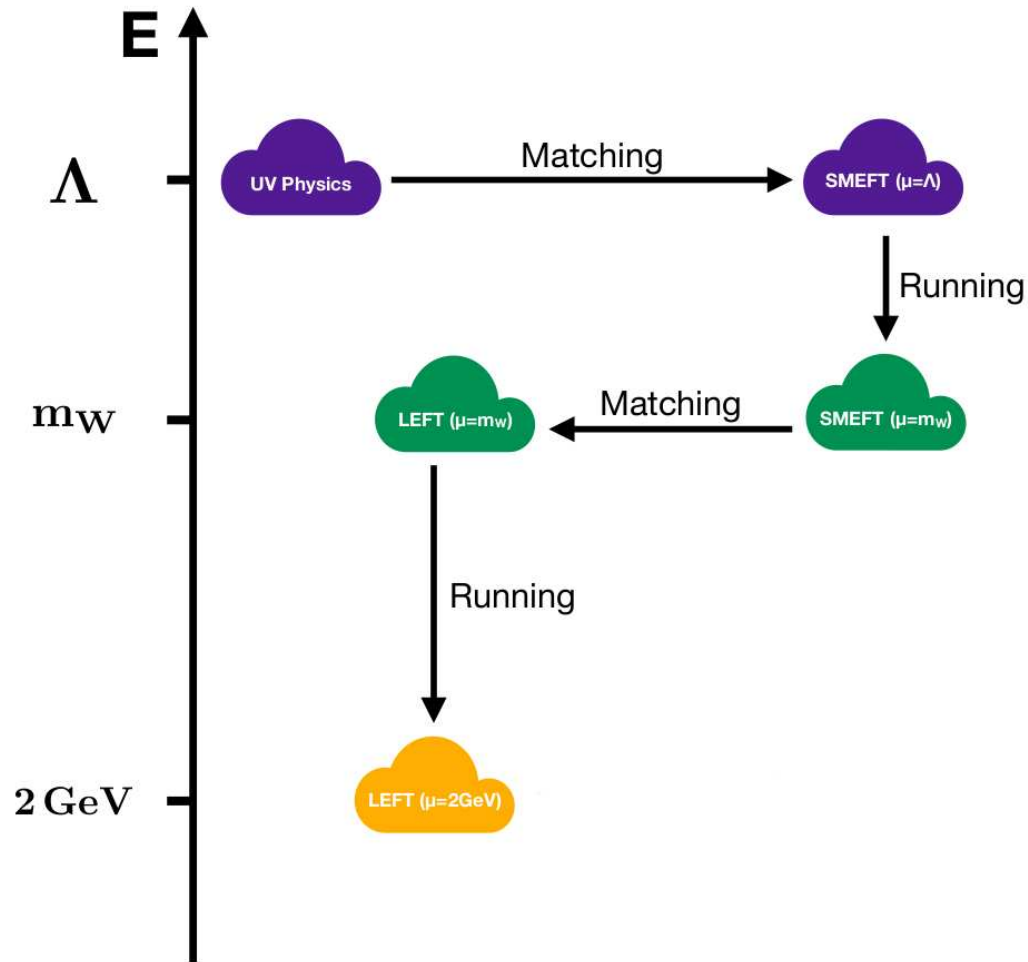 E
Λ
UV Physics
Matching
SMEFT (μ=Λ)
Running
mW
LEFT (μ=mW)
Matching
SMEFT (μ=mW)
Running
2 GeV
LEFT (μ=2GeV)